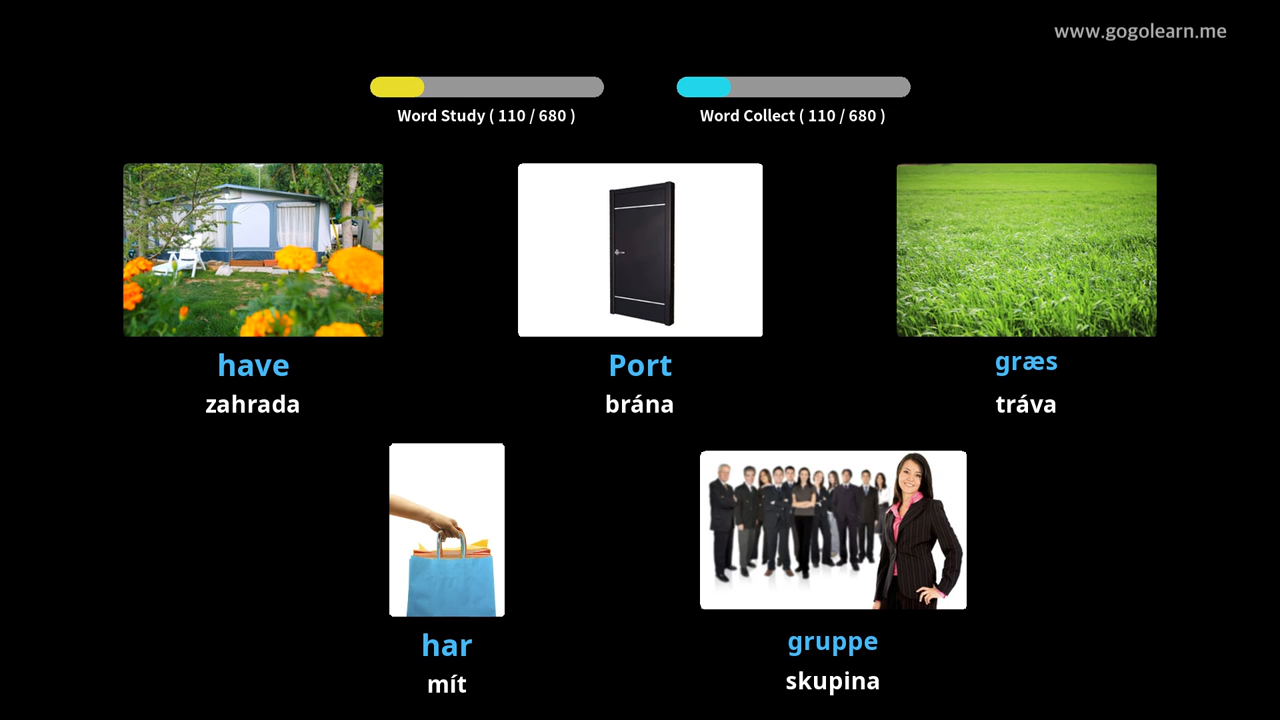 www.gogolearn.me
Word Study ( 110 / 680 )
Word Collect ( 110 / 680 )
have
zahrada
Port
brána
græs
tráva
har
mít
gruppe
skupina